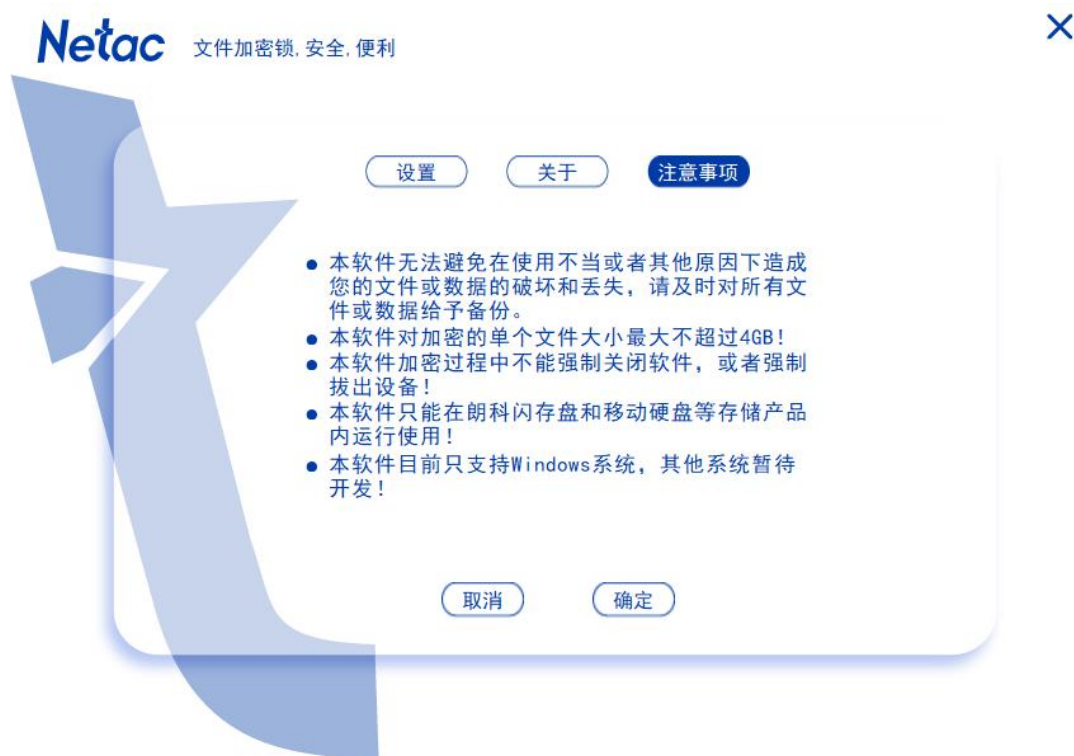 Netac 文件加密锁,安全,便利
设置 关于 注意事项
本软件无法避免在使用不当或者其他原因下造成
您的文件或数据的破坏和丢失，请及时对所有文
件或数据给予备份。
本软件对加密的单个文件大小最大不超过4GB！
本软件加密过程中不能强制关闭软件，或者强制
拔出设备！
本软件只能在朗科闪存盘和移动硬盘等存储产品
内运行使用！
本软件目前只支持Windows系统，其他系统暂待
开发！
取消 确定